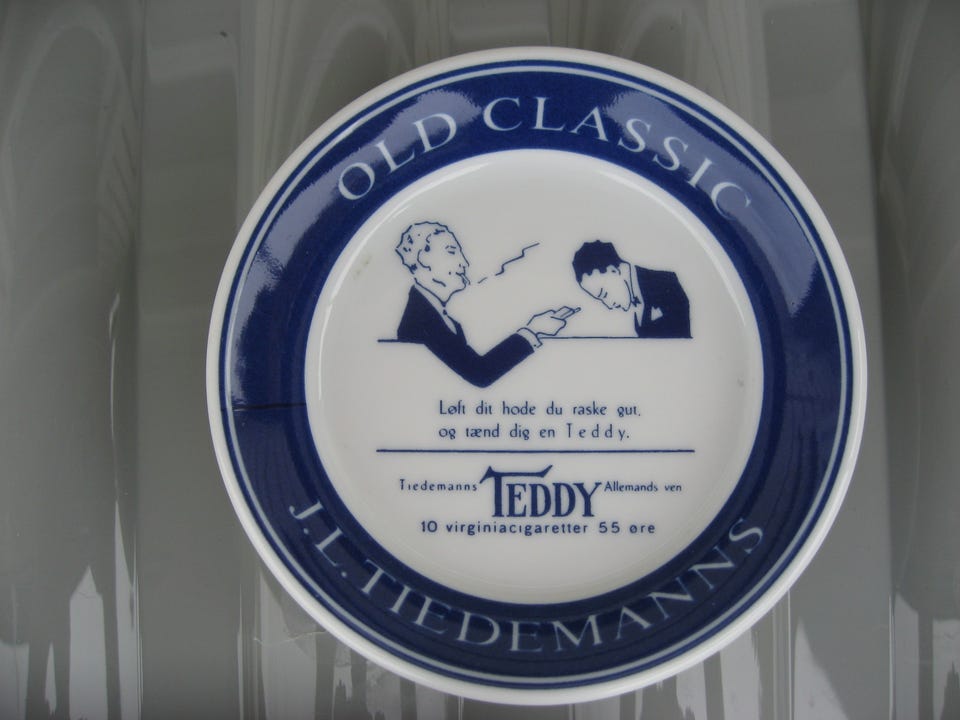 OLD CLASSIC
Løft dit hode du raske gut,
og tænd dig en Teddy.
Tiedemanns TEDDY Allemands ven
10 virginiacigaretter 55 øre
J.L.TIEDEMANNS